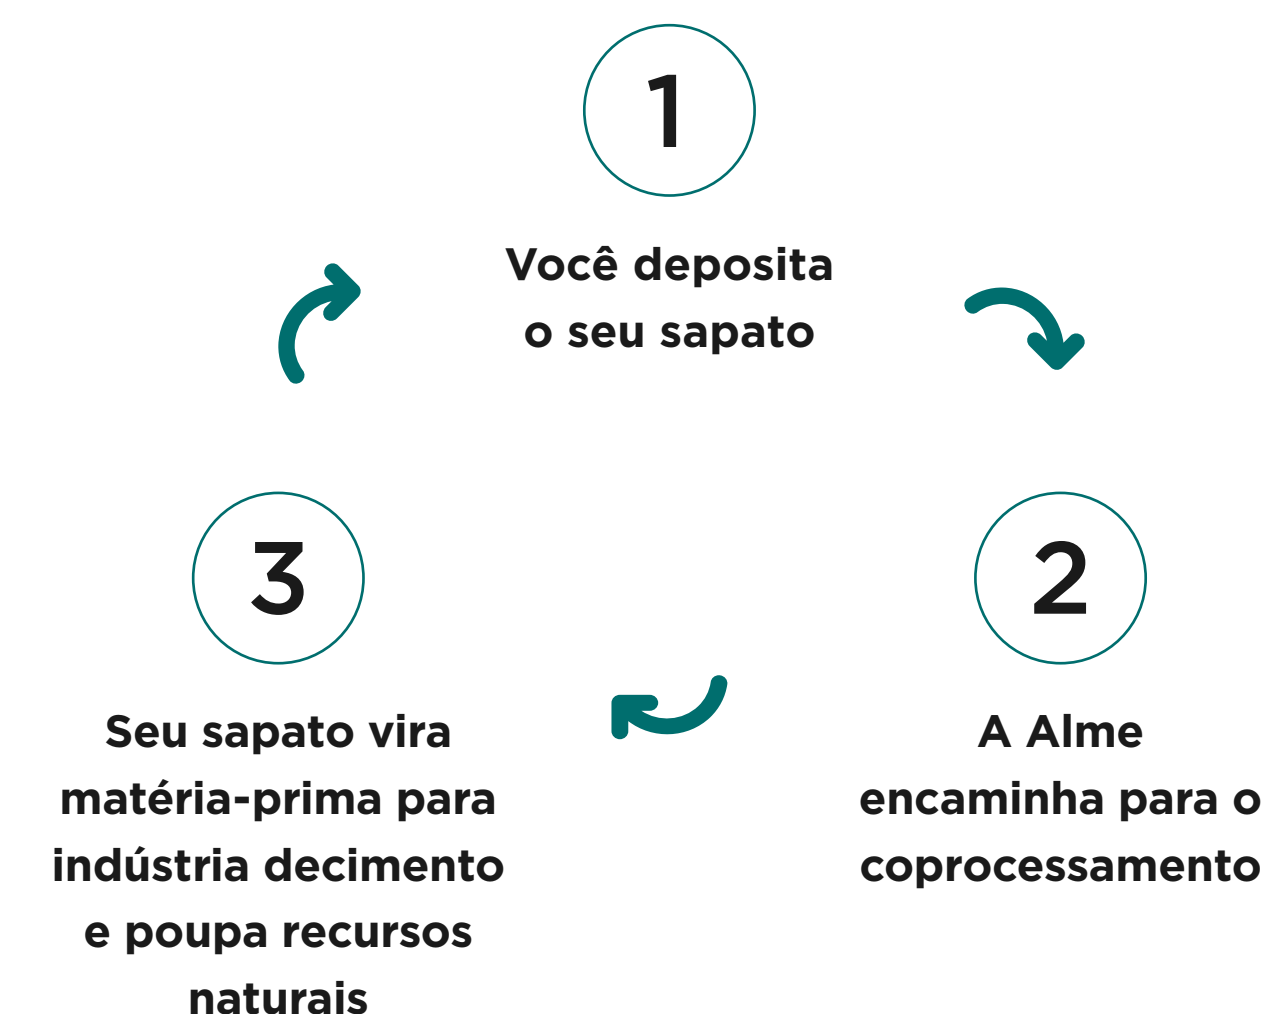 1
Você deposita
o seu sapato
2
A Alme
encaminha para o
coprocessamento
3
Seu sapato vira
matéria-prima para
indústria decimento
e poupa recursos
naturais